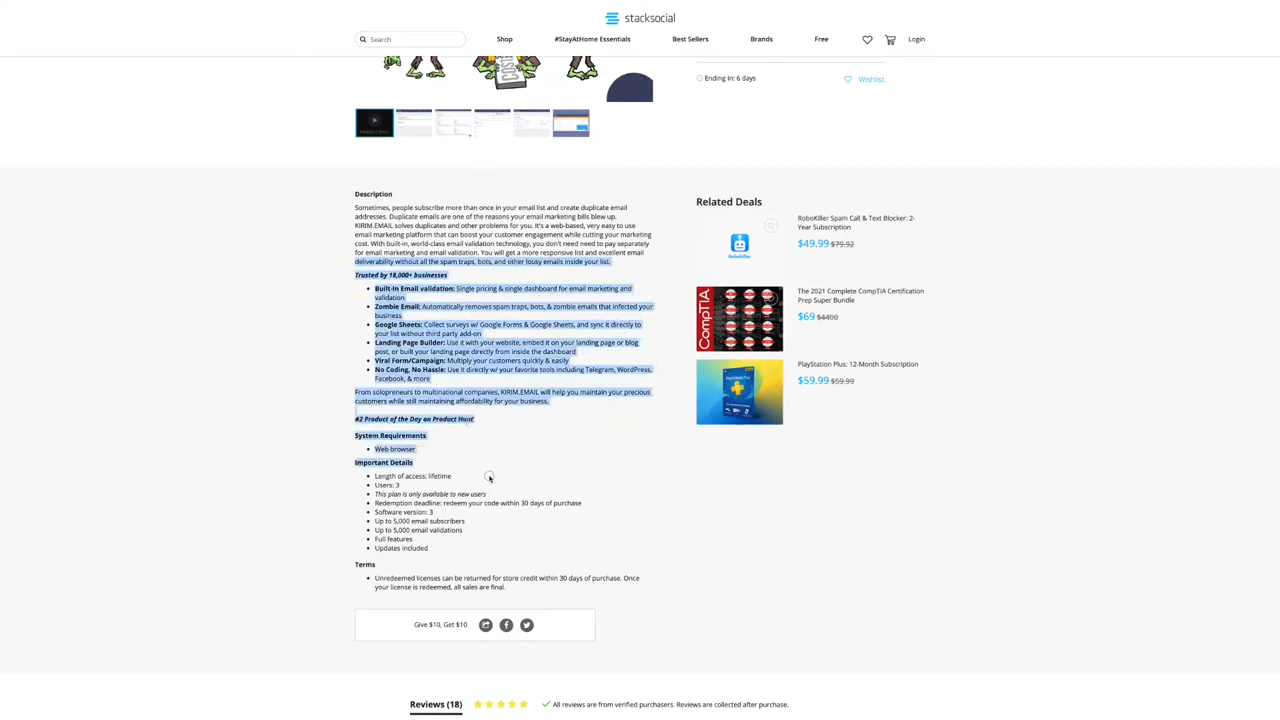 stacksocial
Search
Shop
#StayAtHome Essentials
Best Sellers
Brands
Free
Login
Ending In: 6 days
Wishlist
Description
Sometimes, people subscribe more than once in your email list and create duplicate email
addresses. Duplicate emails are one of the reasons your email marketing bills blew up.
KIRIM.EMAIL solves duplicates and other problems for you. It's a web-based, very easy to use
email marketing platform that can boost your customer engagement while cutting your marketing
cost. With built-in, world-class email validation technology, you don't need need to pay separately
for email marketing and email validation. You will get a more responsive list and excellent email
deliverability without all the spam traps, bots, and other lousy emails inside your list.
Trusted by 18,000+ businesses
Built-In Email validation: Single pricing & single dashboard for email marketing and
validation
Zombie Email: Automatically removes spam traps, bots, & zombie emails that infected your
business
Google Sheets: Collect surveys w/ Google Forms & Google Sheets, and sync it directly to
your list without third party add-on
Landing Page Builder: Use it with your website, embed it on your landing page or blog
post, or built your landing page directly from inside the dashboard
Viral Form/Campaign: Multiply your customers quickly & easily
No Coding, No Hassle: Use it directly w/ your favorite tools including Telegram, WordPress,
Facebook, & more
From solopreneurs to multinational companies, KIRIM.EMAIL will help you maintain your precious
customers while still maintaining affordability for your business.
#2 Product of the Day on Product Hunt
System Requirements
Web browser
Important Details
Length of access: lifetime
Users: 3
This plan is only available to new users
Redemption deadline: redeem your code within 30 days of purchase
Software version: 3
Up to 5,000 email subscribers
Up to 5,000 email validations
Full features
Updates included
Terms
Unredeemed licenses can be returned for store credit within 30 days of purchase. Once
your license is redeemed, all sales are final.
Give $10, Get $10
Related Deals
RoboKiller
RoboKiller Spam Call & Text Blocker: 2-
Year Subscription
$49.99 $79.92
CompTIA
The 2021 Complete CompTIA Certification
Prep Super Bundle
$69 $4400
PlayStation Plus: 12-Month Subscription
$59.99 $59.99
Reviews (18)
All reviews are from verified purchasers. Reviews are collected after purchase.